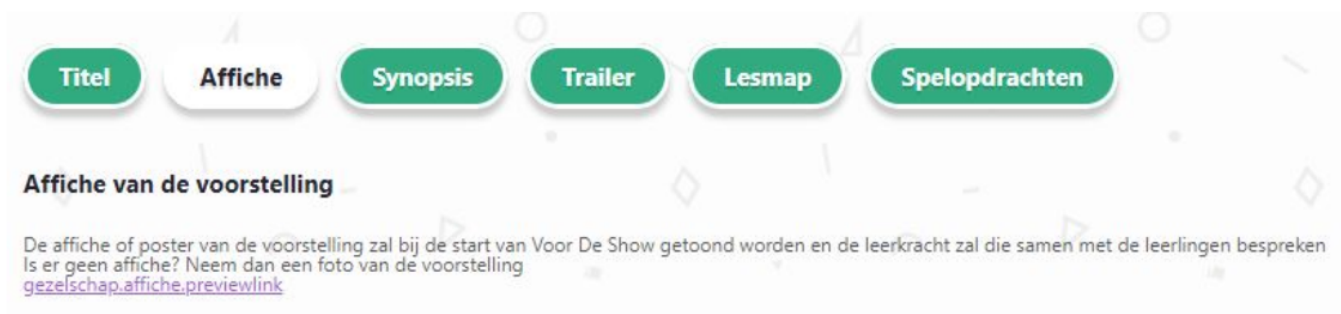 Titel Affiche Synopsis Trailer Lesmap Spelopdrachten
Affiche van de voorstelling
De affiche of poster van de voorstelling zal bij de start van Voor De Show getoond worden en de leerkracht zal die samen met de leerlingen bespreken
Is er geen affiche? Neem dan een foto van de voorstelling
gezelschap.affiche.previewlink